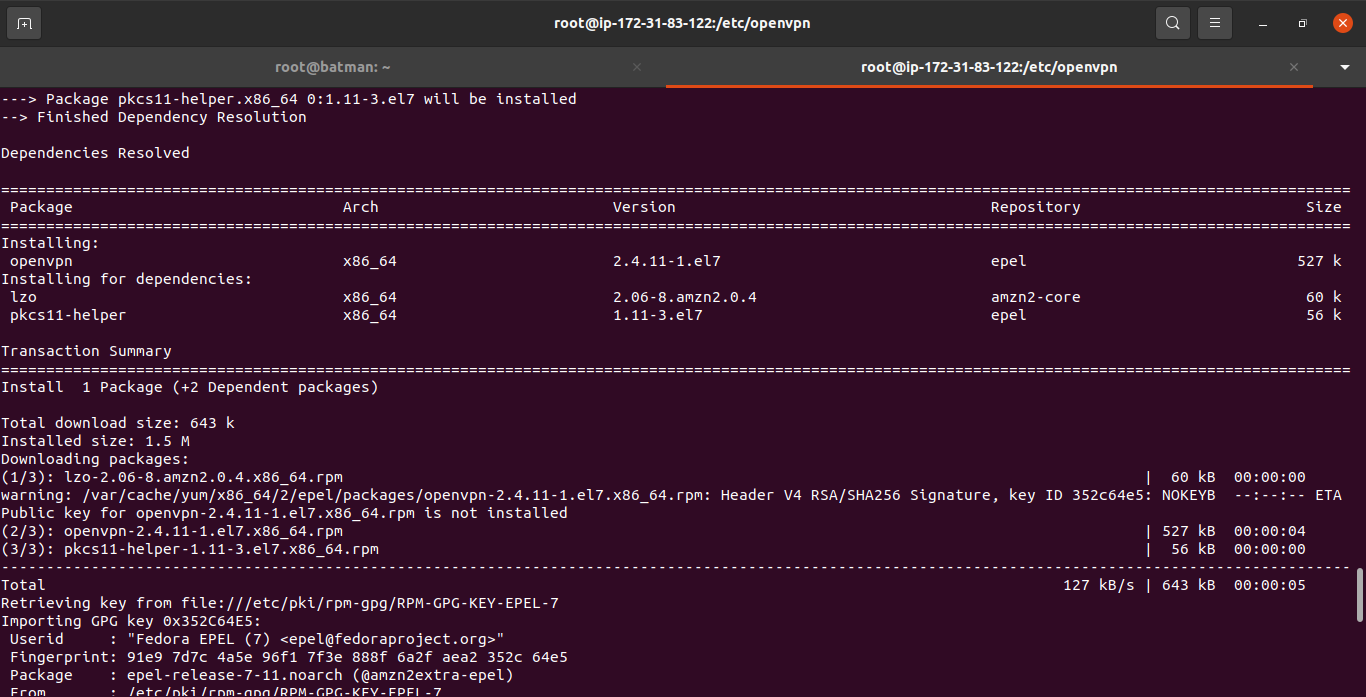 root@ip-172-31-83-122:/etc/openvpn
root@batman: ~
root@ip-172-31-83-122:/etc/openvpn
---> Package pkcs11-helper.x86_64 0:1.11-3.el7 will be installed
--> Finished Dependency Resolution
Dependencies Resolved
======================================================================================================================================================
Package Arch Version Repository Size
======================================================================================================================================================
Installing:
openvpn x86_64 2.4.11-1.el7 epel 527 k
Installing for dependencies:
lzo x86_64 2.06-8.amzn2.0.4 amzn2-core 60 k
pkcs11-helper x86_64 1.11-3.el7 epel 56 k
Transaction Summary
======================================================================================================================================================
Install  1 Package (+2 Dependent packages)
Total download size: 643 k
Installed size: 1.5 M
Downloading packages:
(1/3): lzo-2.06-8.amzn2.0.4.x86_64.rpm | 60 kB 00:00:00
warning: /var/cache/yum/x86_64/2/epel/packages/openvpn-2.4.11-1.el7.x86_64.rpm: Header V4 RSA/SHA256 Signature, key ID 352c64e5: NOKEYB --:--:-- ETA
Public key for openvpn-2.4.11-1.el7.x86_64.rpm is not installed
(2/3): openvpn-2.4.11-1.el7.x86_64.rpm | 527 kB 00:00:04
(3/3): pkcs11-helper-1.11-3.el7.x86_64.rpm | 56 kB 00:00:00
------------------------------------------------------------------------------------------------------------------------------------------------------
Total 127 kB/s | 643 kB 00:00:05
Retrieving key from file:///etc/pki/rpm-gpg/RPM-GPG-KEY-EPEL-7
Importing GPG key 0x352C64E5:
Userid : "Fedora EPEL (7) <epel@fedoraproject.org>"
Fingerprint: 91e9 7d7c 4a5e 96f1 7f3e 888f 6a2f aea2 352c 64e5
Package : epel-release-7-11.noarch (@amzn2extra-epel)
From : /etc/pki/rpm-gpg/RPM-GPG-KEY-EPEL-7